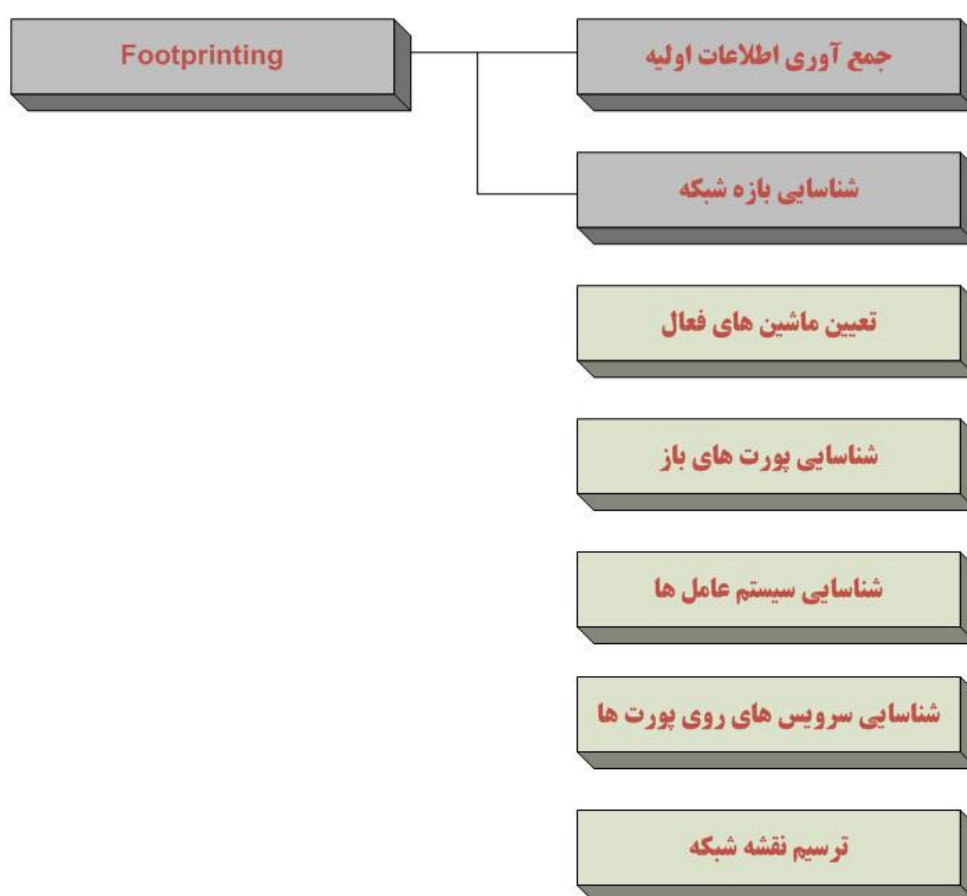 Footprinting
جمع آوری اطلاعات اولیه
شناسایی بازه شبکه
تعیین ماشین های فعال
شناسایی پورت های باز
شناسایی سیستم عامل ها
شناسایی سرویس های روی پورت ها
ترسیم نقشه شبکه